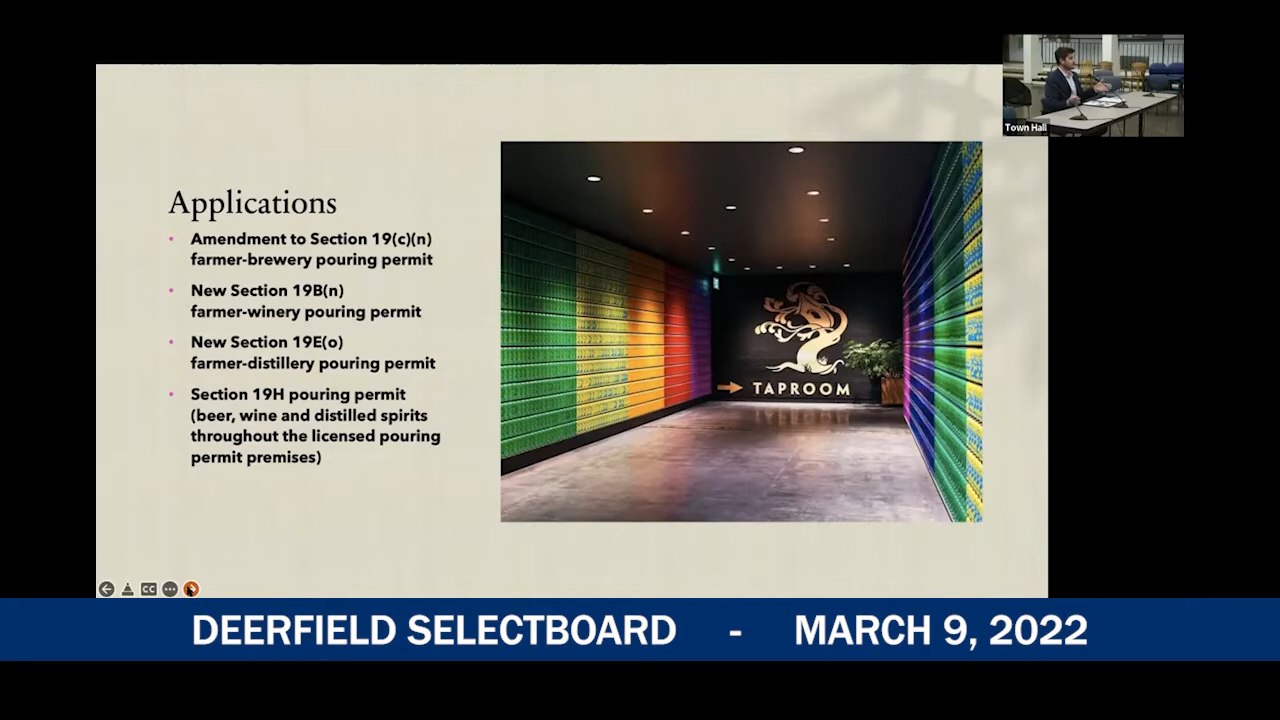 Town Hall
Applications
• Amendment to Section 19(c)(n)
farmer-brewery pouring permit
• New Section 19B(n)
farmer-winery pouring permit
• New Section 19E(o)
farmer-distillery pouring permit
• Section 19H pouring permit
(beer, wine and distilled spirits
throughout the licensed pouring
permit premises)
TAPROOM
CC
DEERFIELD SELECTBOARD - MARCH 9, 2022